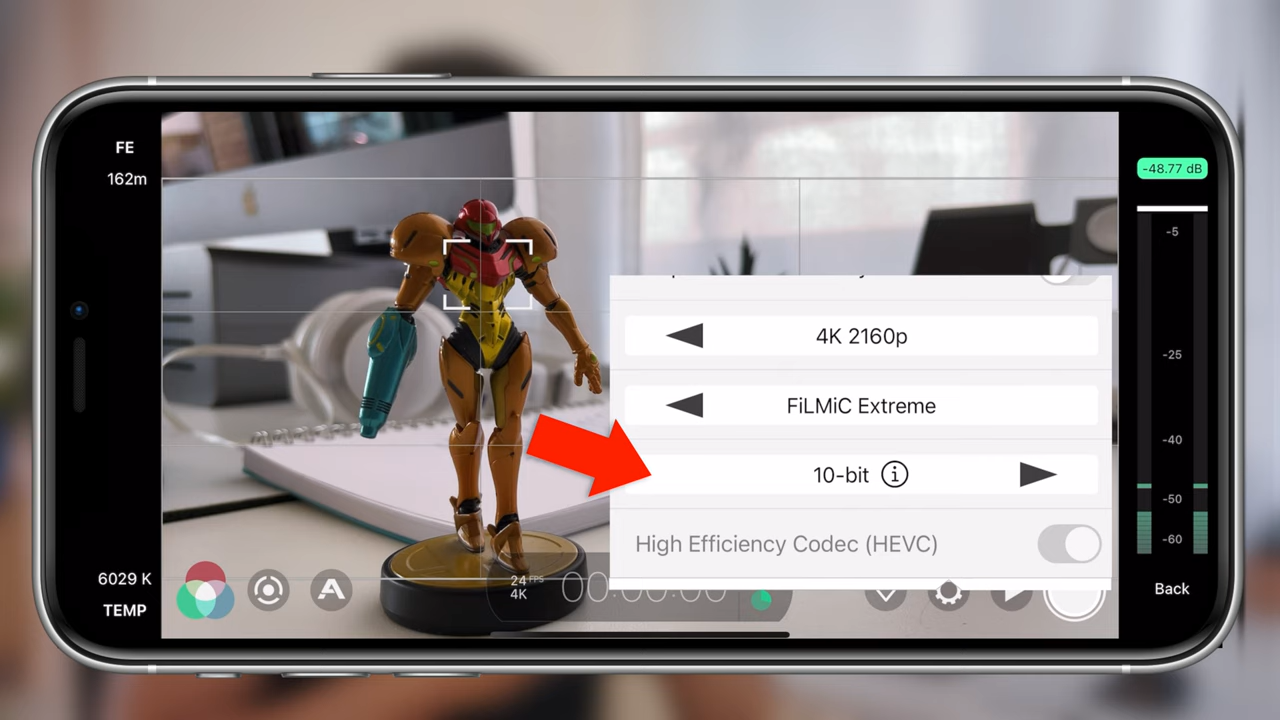 FE
162m
-48.77 dB
-5
-25
-40
-50
-60
Back
4K 2160p
FiLMiC Extreme
10-bit i
High Efficiency Codec (HEVC)
6029 K
TEMP
A
24 FPS
4K